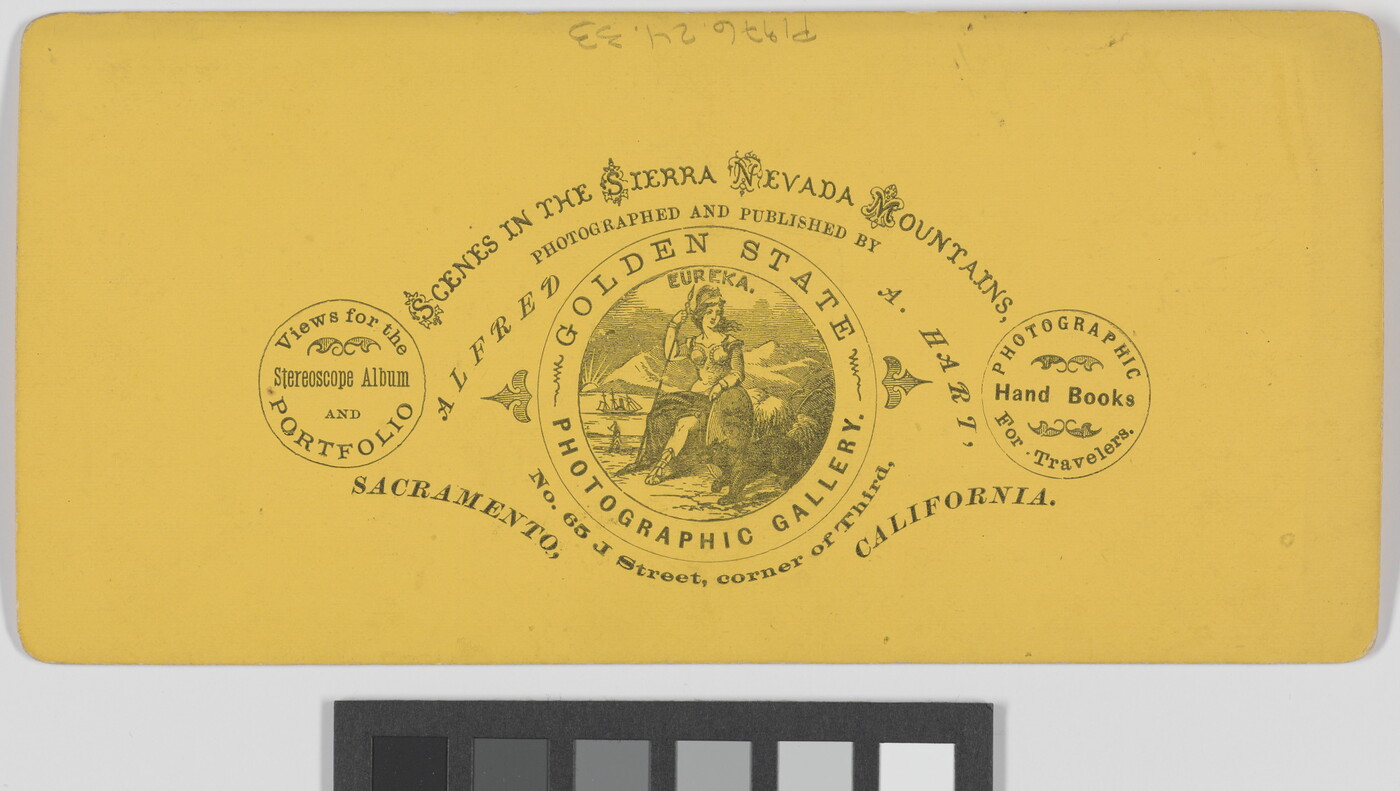 P1976.24.33
SCENES IN THE SIERRA NEVADA MOUNTAINS,
PHOTOGRAPHED AND PUBLISHED BY
ALFRED A. HART,
GOLDEN STATE
EUREKA.
PHOTOGRAPHIC GALLERY.
No. 65 J Street, corner of Third,
SACRAMENTO, CALIFORNIA.
Views for the
Stereoscope Album
AND
PORTFOLIO
PHOTOGRAPHIC
Hand Books
For Travelers.